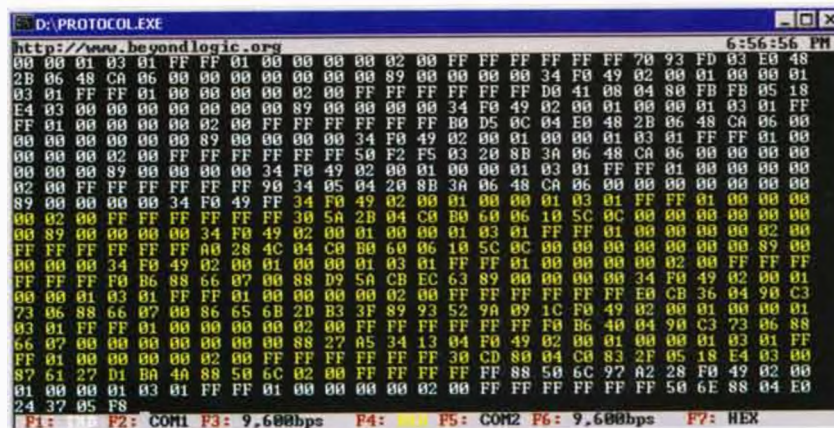 D:\PROTOCOL.EXE
http://www.beyondlogic.org 6:56:56 PM
00 00 01 03 01 FF FF 01 00 00 00 00 00 02 00 FF FF FF FF FF FF FF 70 93 FD 03 E0 48
2B 06 48 CA 06 00 00 00 00 00 00 00 00 89 00 00 00 00 34 F0 49 02 00 01 00 00 01
03 01 FF FF 01 00 00 00 00 02 00 FF FF FF FF FF FF FF D0 41 08 04 80 FB FB 05 18
E4 03 00 00 00 00 00 00 00 00 89 00 00 00 00 34 F0 49 02 00 01 00 00 01 03 01 FF
FF 01 00 00 00 00 02 00 FF FF FF FF FF FF FF B0 D5 0C 04 E0 48 2B 06 48 CA 06 00
00 00 00 00 00 00 89 00 00 00 00 34 F0 49 02 00 01 00 00 01 03 01 FF FF 01 00
00 00 00 02 00 FF FF FF FF FF FF FF 50 F2 F5 03 20 8B 3A 06 48 CA 06 00 00 00 00
00 00 00 89 00 00 00 00 34 F0 49 02 00 01 00 00 01 03 01 FF FF 01 00 00 00 00
02 00 FF FF FF FF FF FF FF 90 34 05 04 20 8B 3A 06 48 CA 06 00 00 00 00 00 00 00
89 00 00 00 00 34 F0 49 FF 34 F0 49 02 00 01 00 00 01 03 01 FF FF 01 00 00 00
00 02 00 FF FF FF FF FF FF FF 30 5A 2B 04 C0 B0 60 06 10 5C 0C 00 00 00 00 00 00
00 89 00 00 00 00 34 F0 49 02 00 01 00 00 01 03 01 FF FF 01 00 00 00 00 02 00
FF FF FF FF FF FF FF A0 28 4C 04 C0 B0 60 06 10 5C 0C 00 00 00 00 00 00 00 89 00
00 00 00 34 F0 49 02 00 01 00 00 01 03 01 FF FF 01 00 00 00 00 02 00 FF FF FF
FF FF FF FF F0 B6 88 66 07 00 88 D9 5A CB EC 63 89 00 00 00 00 34 F0 49 02 00 01
00 00 01 03 01 FF FF 01 00 00 00 00 02 00 FF FF FF FF FF FF FF E0 CB 36 04 90 C3
73 06 88 66 07 00 86 65 6B 2D B3 3F 89 93 52 9A 09 1C F0 49 02 00 01 00 00 01
03 01 FF FF 01 00 00 00 00 02 00 FF FF FF FF FF FF FF F0 B6 40 04 90 C3 73 06 88
66 07 00 00 00 00 00 00 00 88 27 A5 34 13 04 F0 49 02 00 01 00 00 01 03 01 FF
FF 01 00 00 00 00 02 00 FF FF FF FF FF FF FF 30 CD 80 04 C0 83 2F 05 18 E4 03 00
87 61 27 D1 BA 4A 88 50 6C 02 00 FF FF FF FF FF 88 50 6C 97 A2 28 F0 49 02 00
01 00 00 01 03 01 FF FF 01 00 00 00 00 02 00 FF FF FF FF FF FF FF 50 6E 88 04 E0
24 37 05 F8
F1: F2: COM1 F3: 9,600bps F4: F5: COM2 F6: 9,600bps F7: HEX